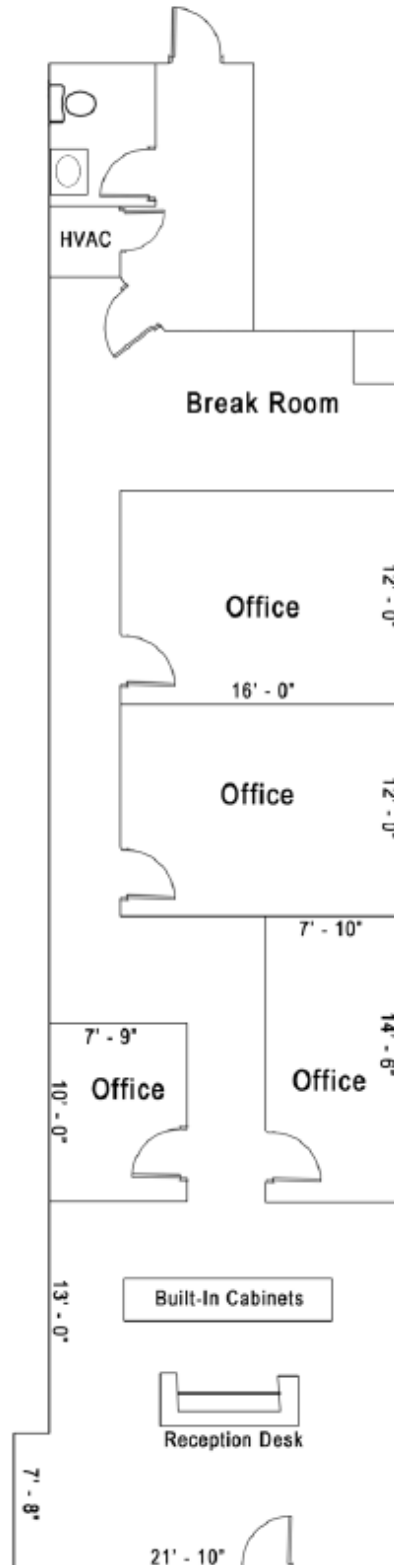 HVAC
Break Room
12' - 0"
Office
16' - 0"
Office
12' - 0"
7' - 10"
7' - 9"
14' - 6"
Office
Office
10' - 0"
Built-In Cabinets
13' - 0"
Reception Desk
7' - 8"
21' - 10"